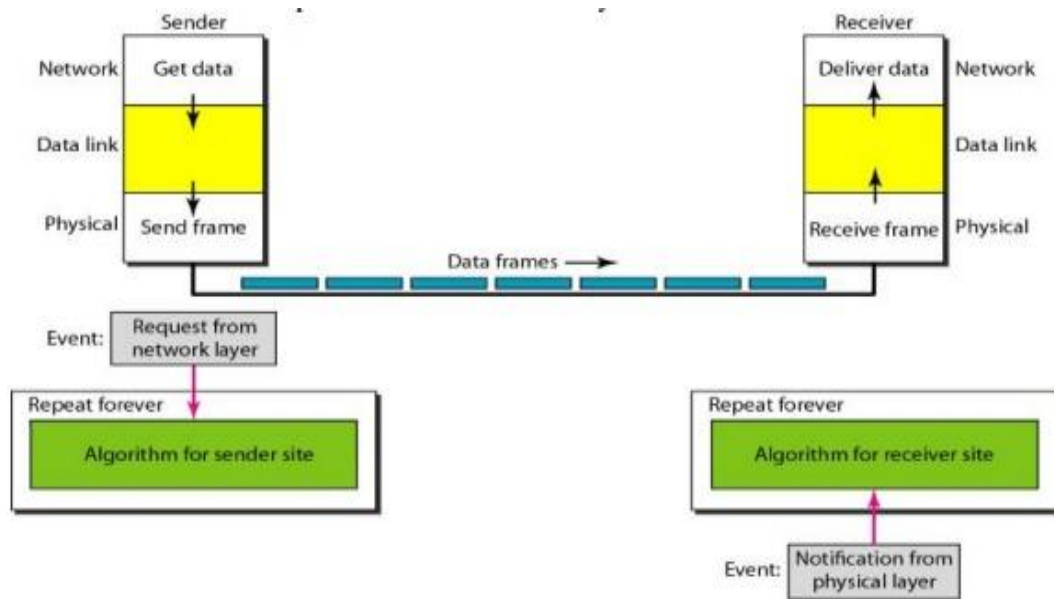 Sender
Receiver
Network
Get data
Deliver data
Network
Data link
Data link
Physical
Send frame
Receive frame
Physical
Data frames
Event:
Request from
network layer
Repeat forever
Algorithm for sender site
Repeat forever
Algorithm for receiver site
Event:
Notification from
physical layer